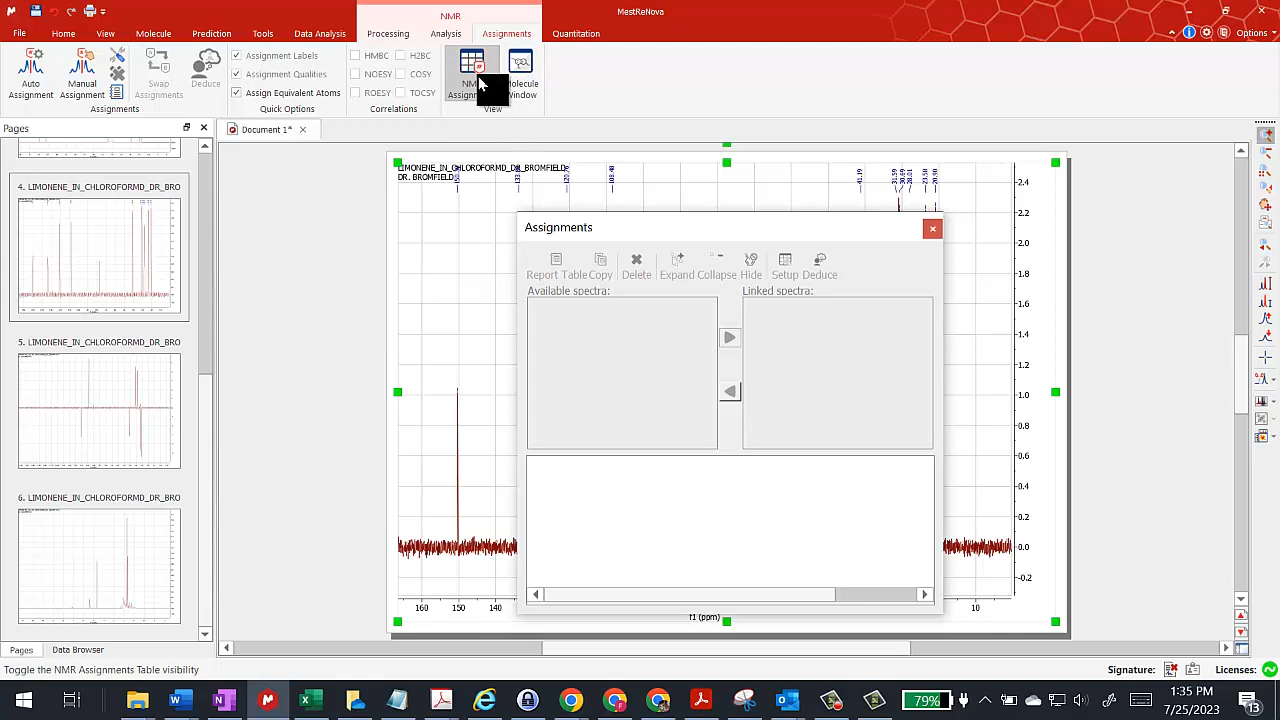 NMR
MestReNova
File Home View Molecule Prediction Tools Data Analysis Processing Analysis Assignments Quantitation Options
Auto Assignment
Manual Assignment
Swap Assignments
Deduce
Assignment Labels
Assignment Qualities
Assign Equivalent Atoms
HMBC H2BC
NOESY COSY
ROESY TOCSY
Molecule Window
Assignments Quick Options Correlations View
Pages
Document 1*
4. LIMONENE_IN_CHLOROFORMD_DR_BRO
5. LIMONENE_IN_CHLOROFORMD_DR_BRO
6. LIMONENE_IN_CHLOROFORMD_DR_BRO
LIMONENE_IN_CHLOROFORMD_DR_BROMFIELD
DR. BROMFIELD
Assignments
Report Table Copy Delete Expand Collapse Hide Setup Deduce
Available spectra: Linked spectra:
2.4
2.2
2.0
1.8
1.6
1.4
1.2
1.0
0.8
0.6
0.4
0.2
0.0
-0.2
160 150 140 10
f1 (ppm)
Pages Data Browser
Toggle the NMR Assignments Table visibility
Signature: Licenses:
79%
1:35 PM
7/25/2023
13